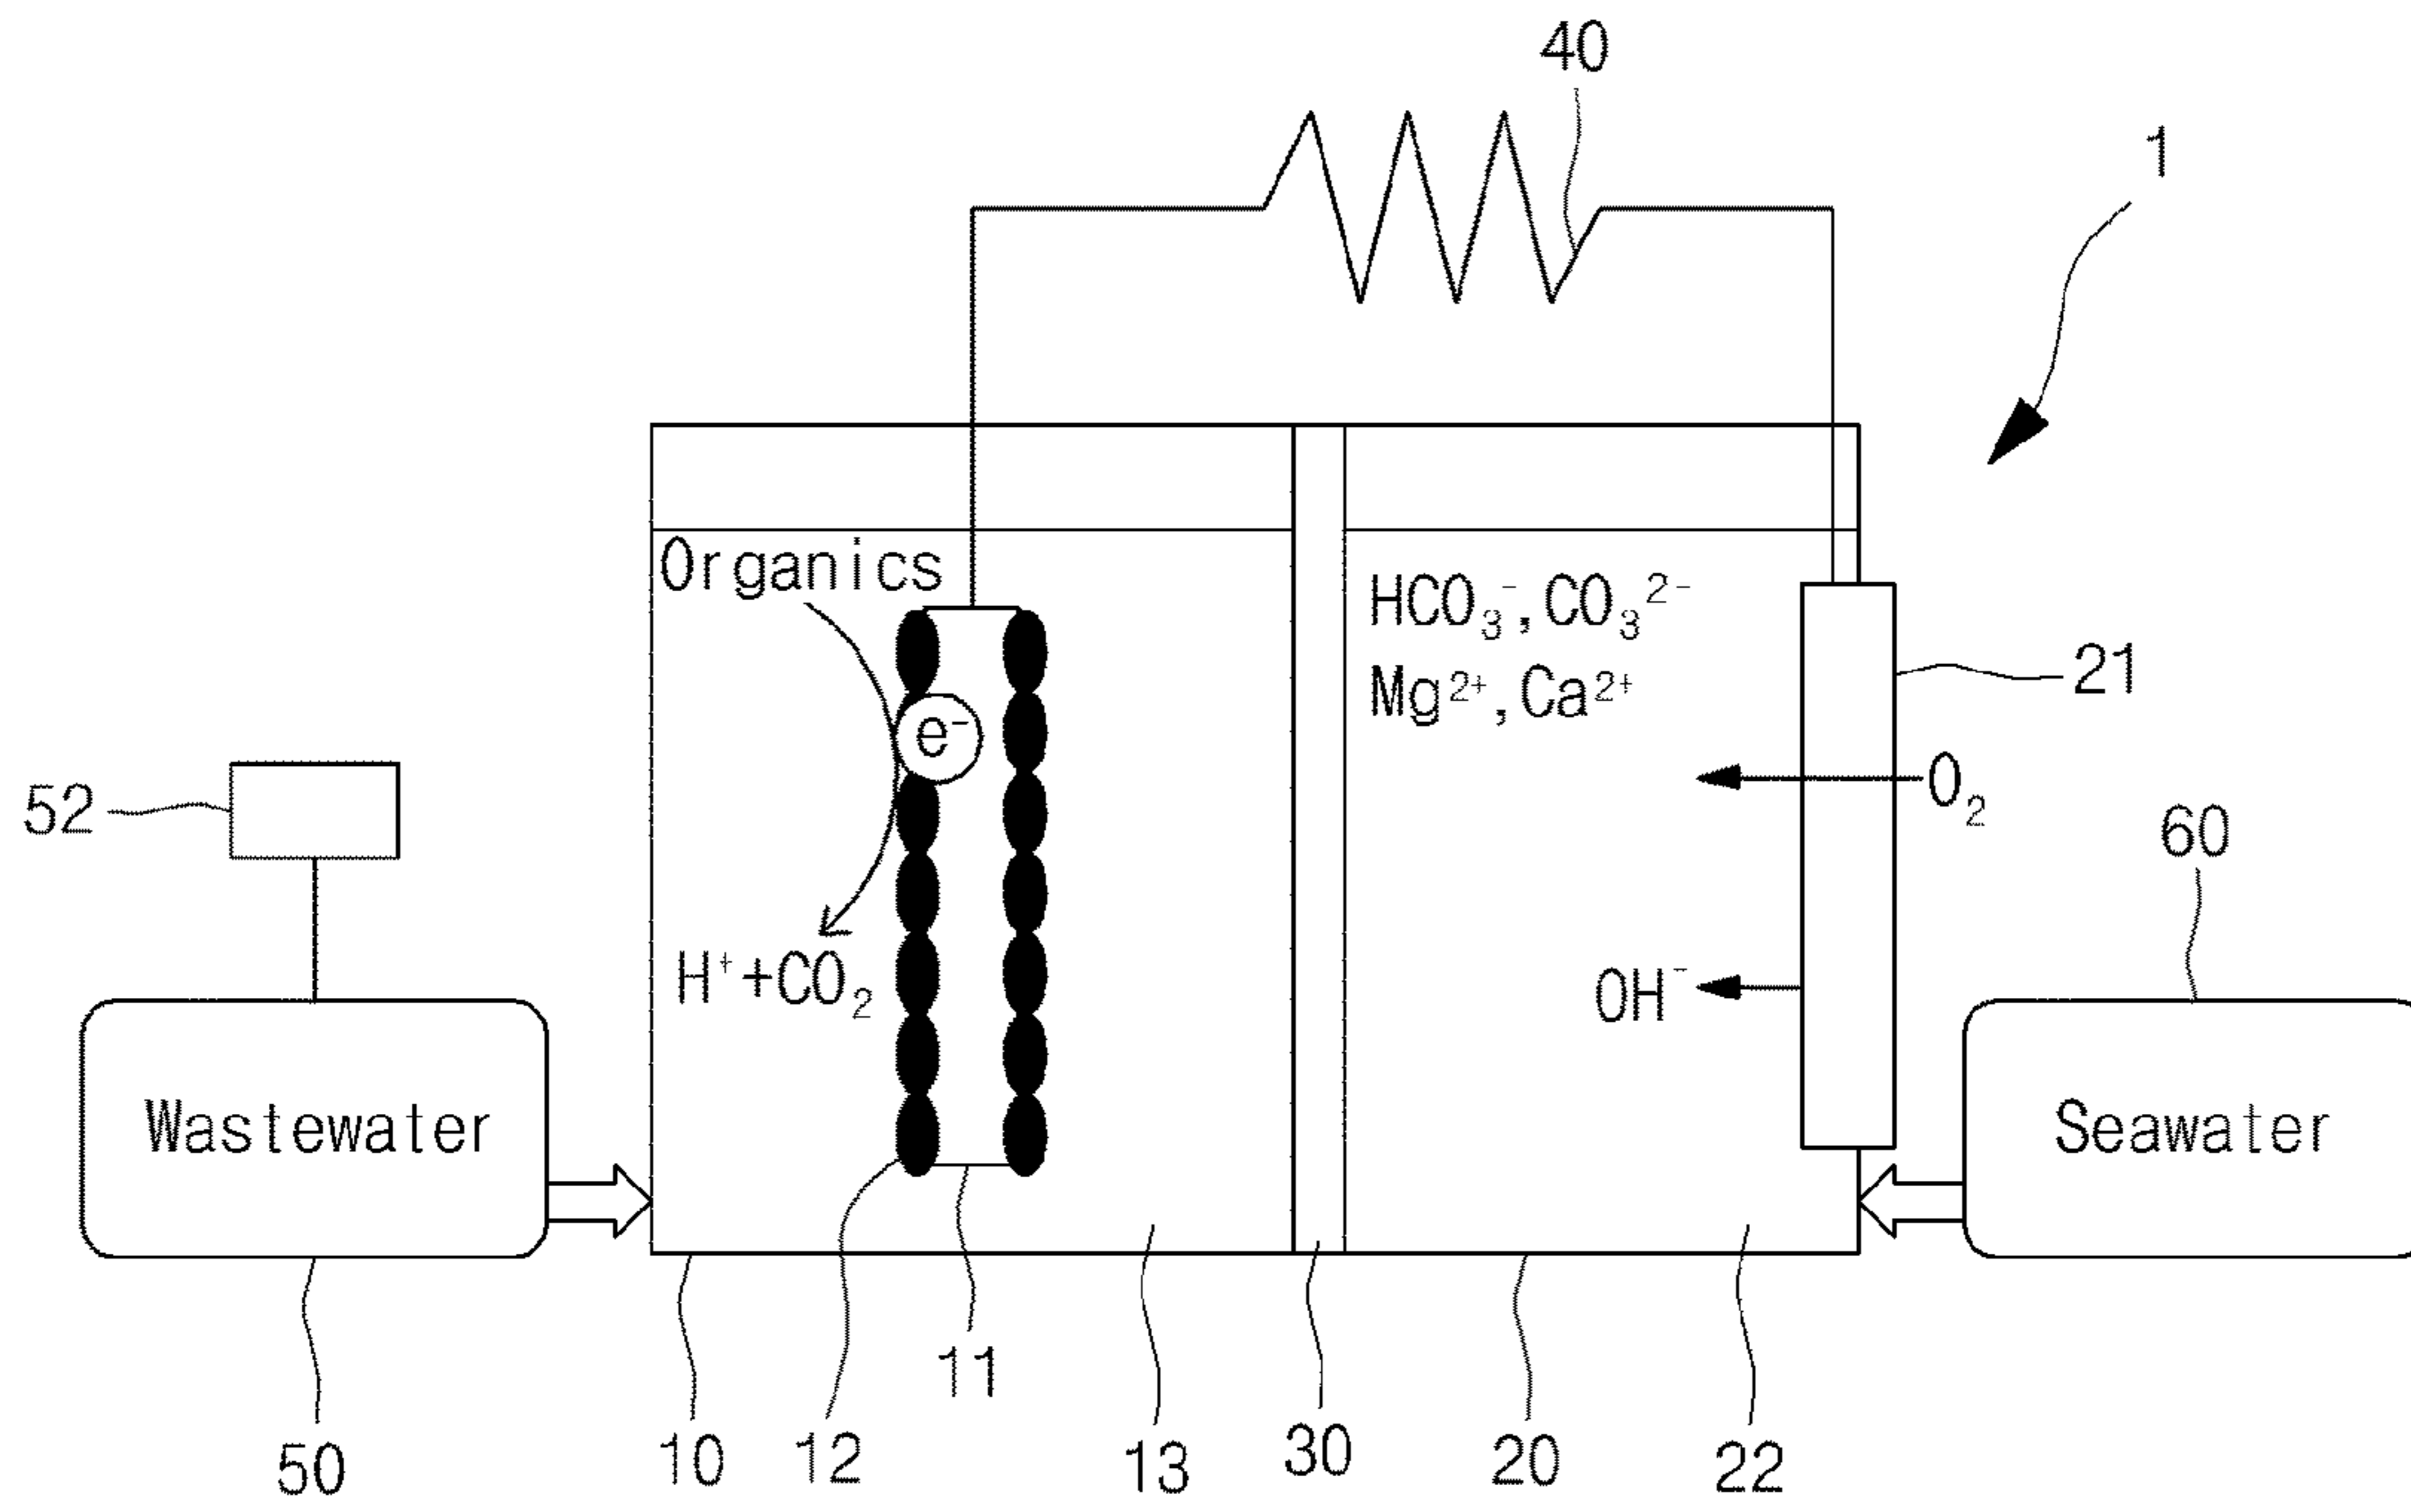 40
1
Organics
HCO₃⁻,CO₃²⁻
Mg²⁺,Ca²⁺
21
e⁻
52
O₂
60
H⁺+CO₂
OH⁻
Wastewater
Seawater
11
50
10
12
13
30
20
22